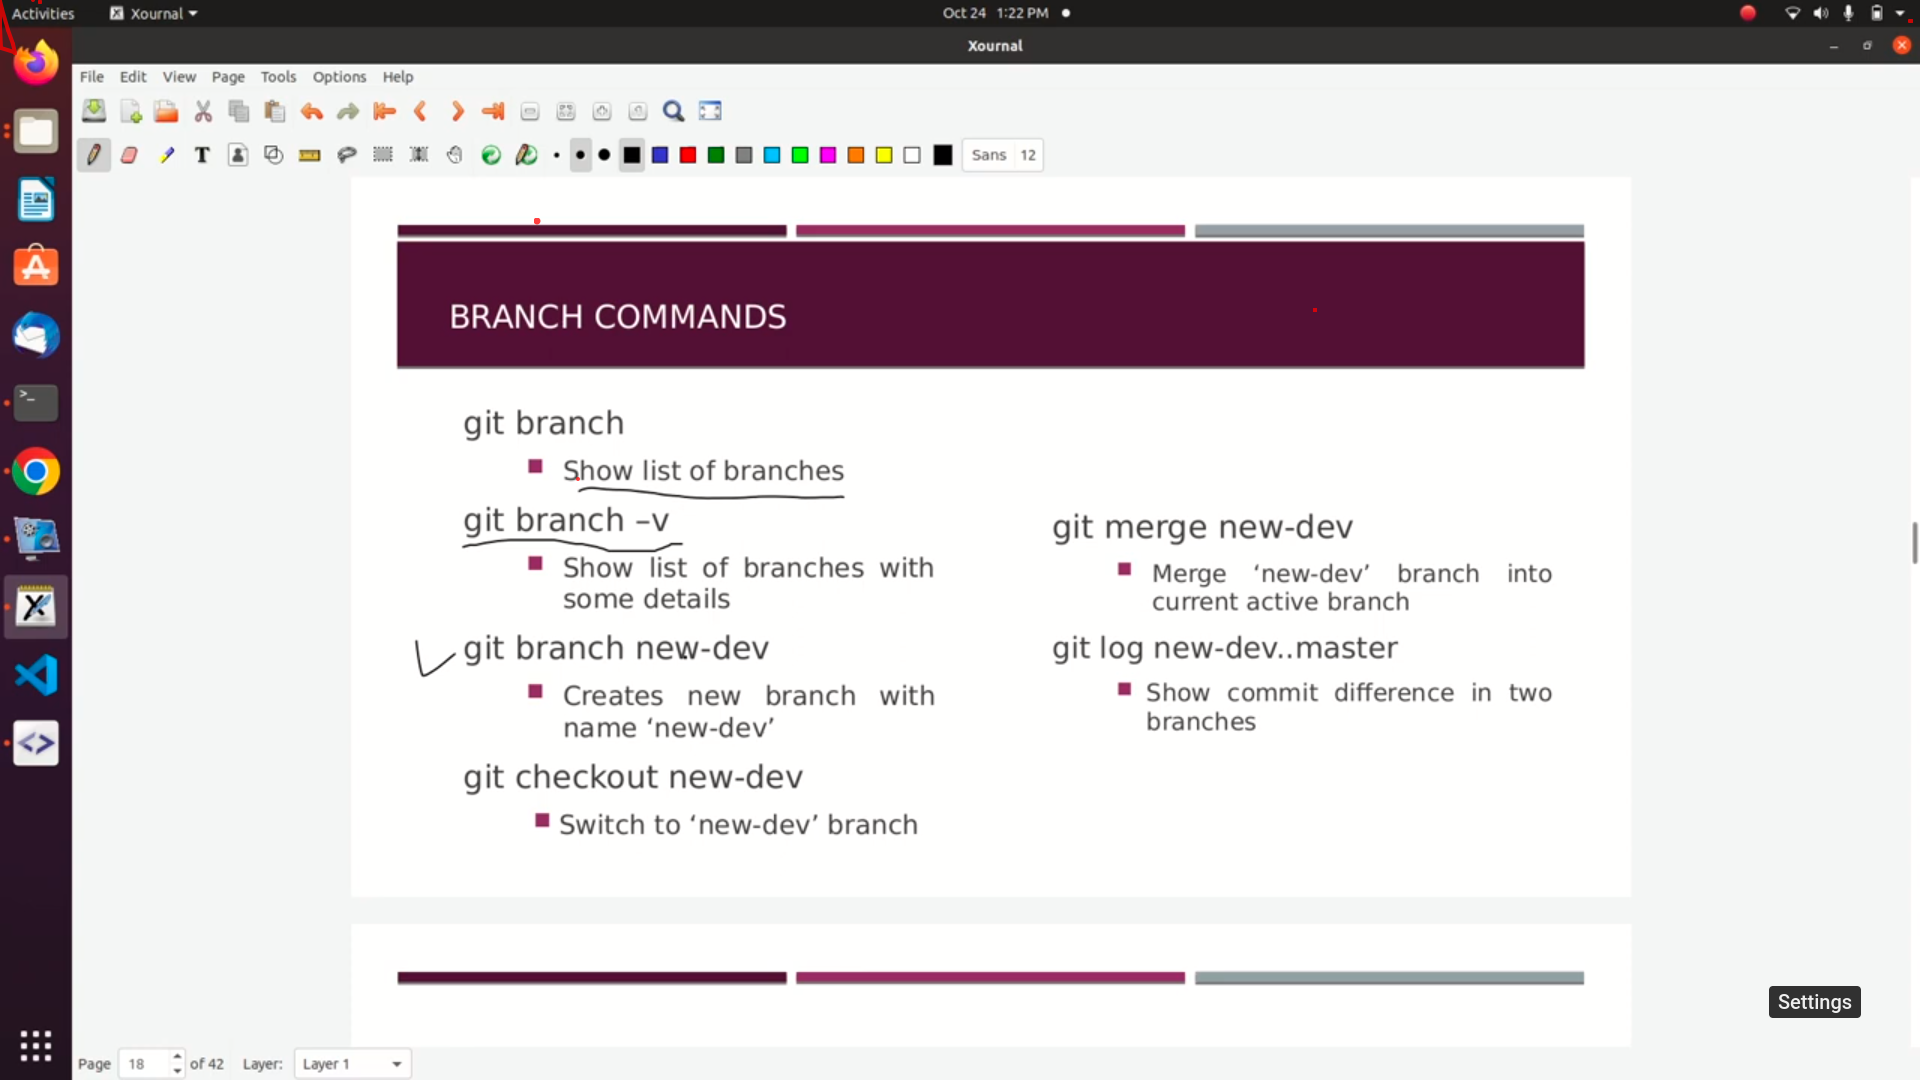 Activities Xournal Oct 24 1:22 PM
Xournal
File Edit View Page Tools Options Help
T Sans 12
BRANCH COMMANDS
git branch
Show list of branches
git branch –v
Show list of branches with
some details
git branch new-dev
Creates new branch with
name ‘new-dev’
git checkout new-dev
Switch to ‘new-dev’ branch
git merge new-dev
Merge ‘new-dev’ branch into
current active branch
git log new-dev..master
Show commit difference in two
branches
Settings
Page 18 of 42 Layer: Layer 1